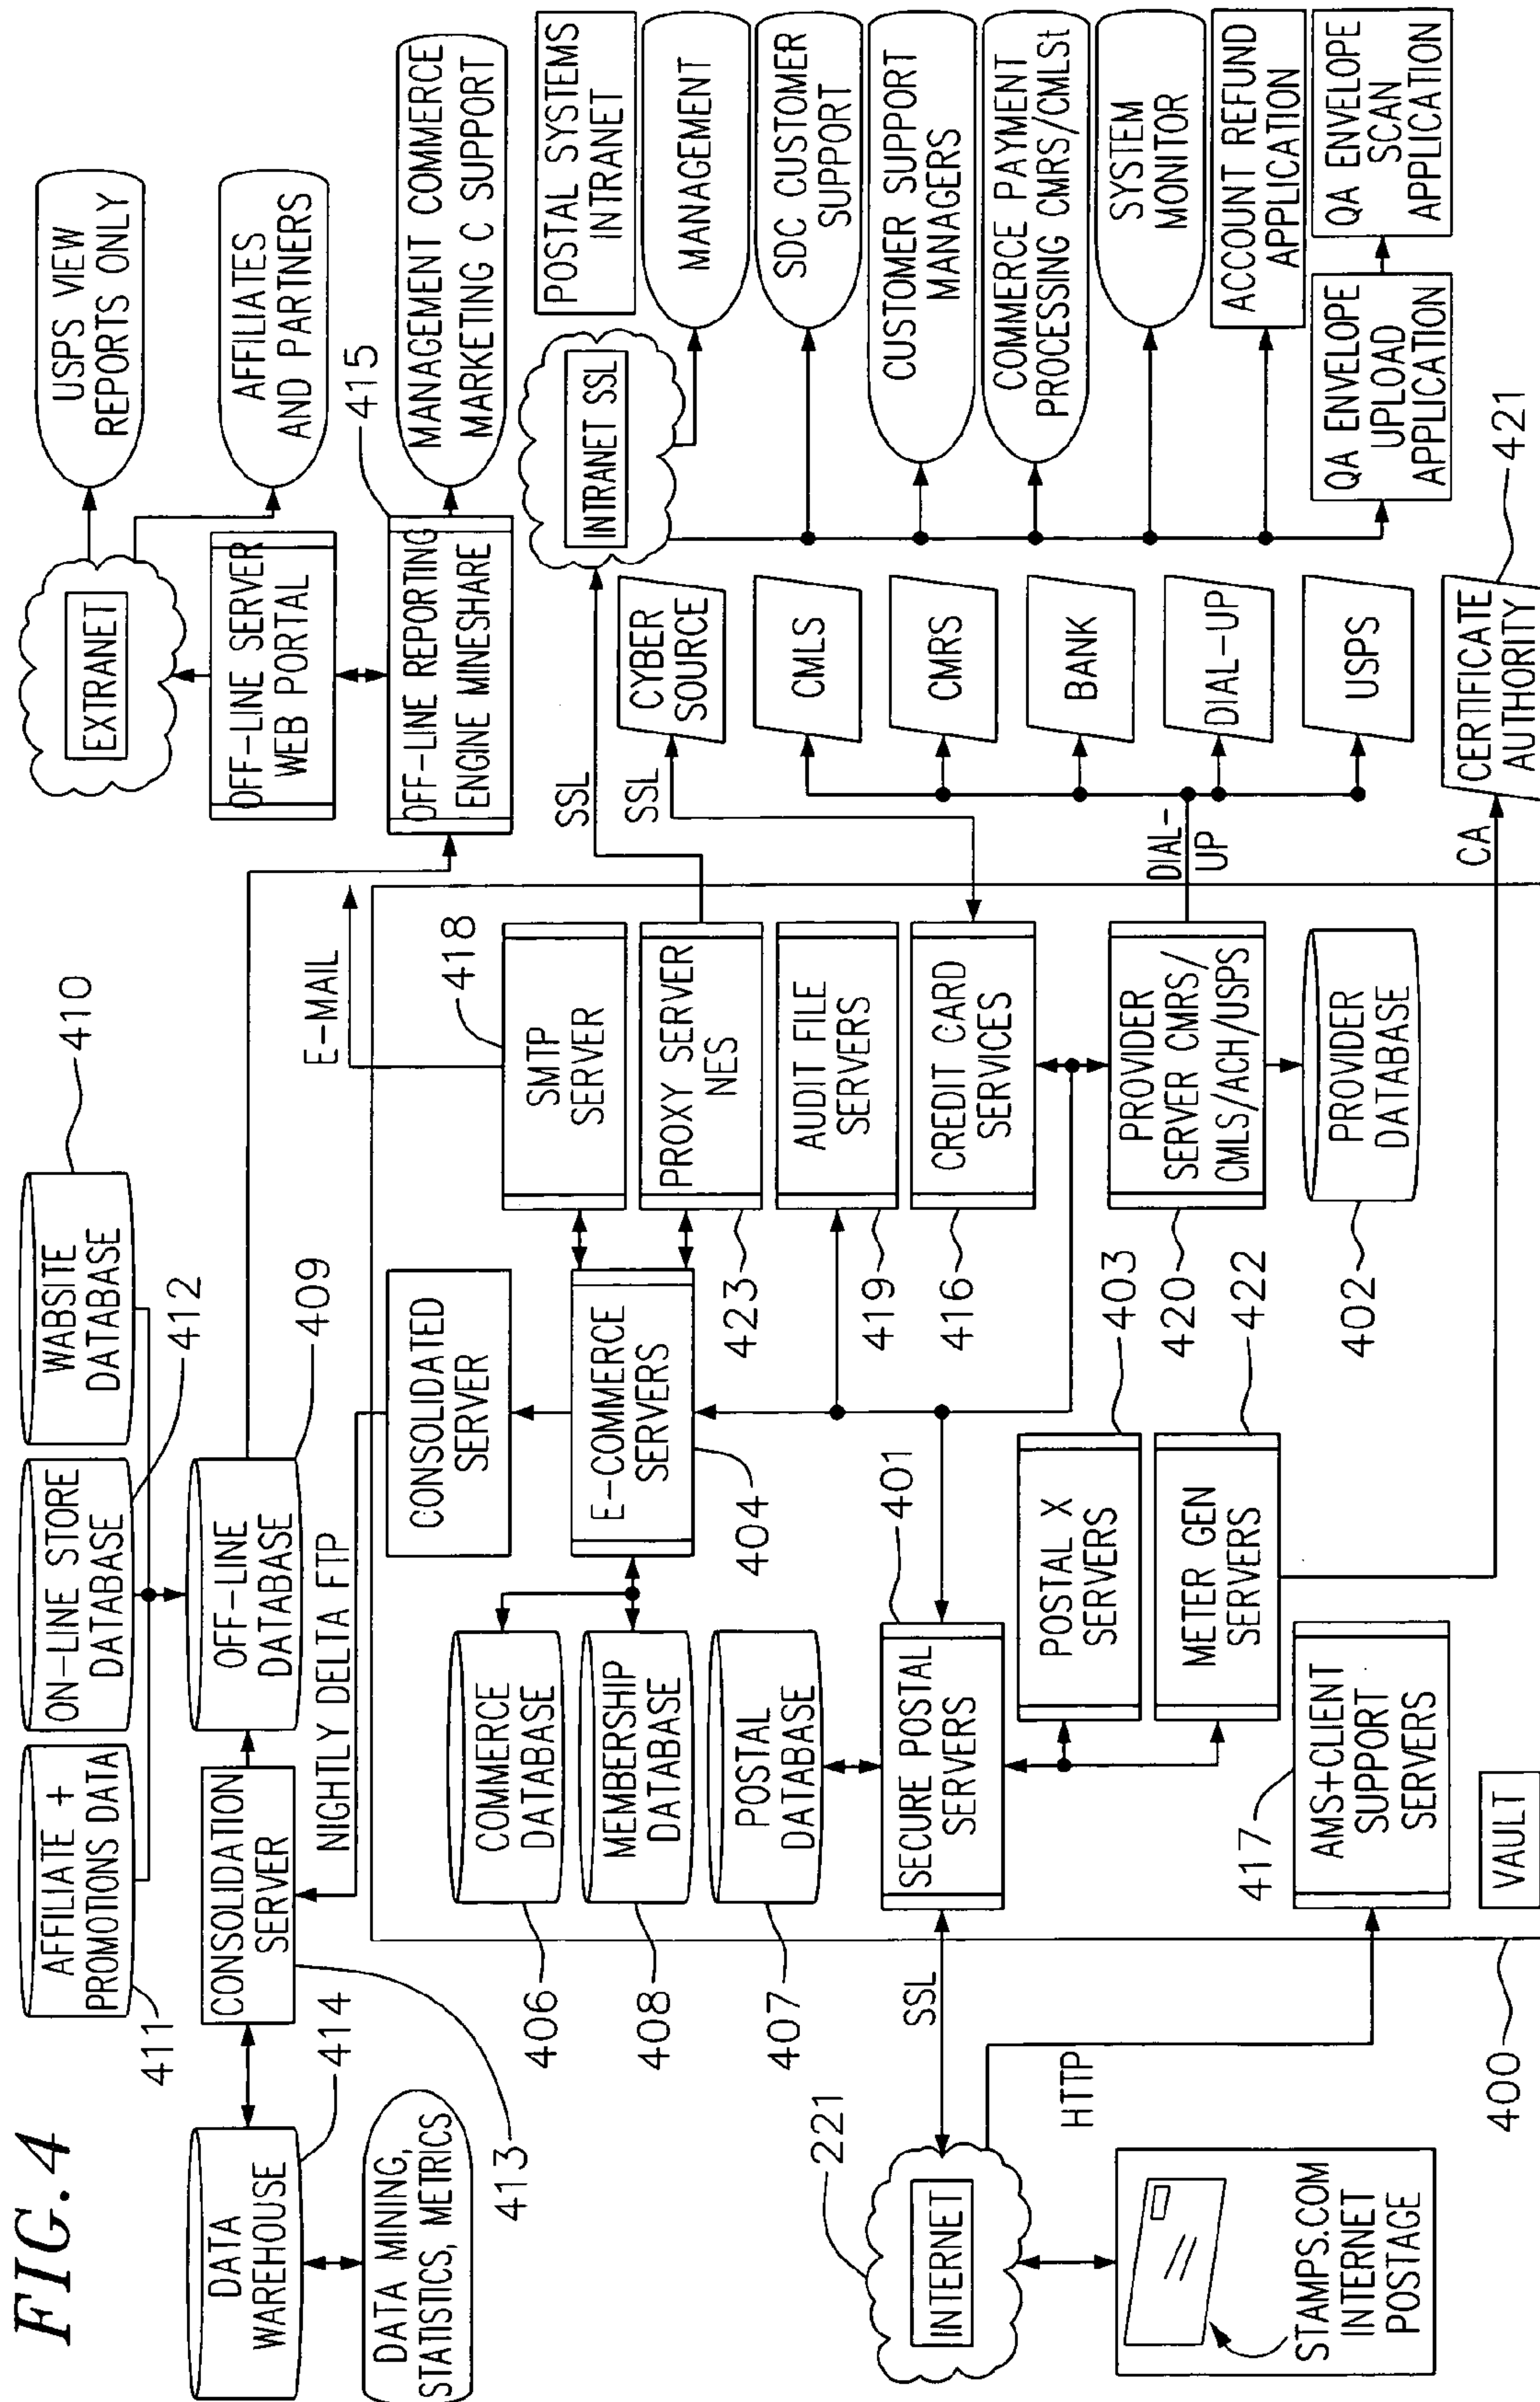 FIG. 4
AFFILIATE +
PROMOTIONS DATA
411
ON-LINE STORE
DATABASE
412
WABSITE
DATABASE
410
DATA
WAREHOUSE
414
CONSOLIDATION
SERVER
413
OFF-LINE
DATABASE
409
DATA MINING,
STATISTICS, METRICS
NIGHTLY DELTA FTP
E-MAIL
EXTRANET
USPS VIEW
REPORTS ONLY
AFFILIATES
AND PARTNERS
OFF-LINE SERVER
WEB PORTAL
415
OFF-LINE REPORTING
ENGINE MINESHARE
MANAGEMENT COMMERCE
MARKETING C SUPPORT
CONSOLIDATED
SERVER
COMMERCE
DATABASE
406
MEMBERSHIP
DATABASE
408
POSTAL
DATABASE
407
E-COMMERCE
SERVERS
404
SMTP
SERVER
418
PROXY SERVER
NES
423
AUDIT FILE
SERVERS
419
CREDIT CARD
SERVICES
416
PROVIDER
SERVER CMRS/
CMLS/ACH/USPS
420
PROVIDER
DATABASE
402
SECURE POSTAL
SERVERS
401
POSTAL X
SERVERS
403
METER GEN
SERVERS
422
AMS+CLIENT
SUPPORT
SERVERS
417
VAULT
400
221
INTERNET
SSL
HTTP
STAMPS.COM
INTERNET
POSTAGE
SSL
SSL
DIAL-
UP
CA
INTRANET SSL
CYBER
SOURCE
CMLS
CMRS
BANK
DIAL-UP
USPS
CERTIFICATE
AUTHORITY
421
POSTAL SYSTEMS
INTRANET
MANAGEMENT
SDC CUSTOMER
SUPPORT
CUSTOMER SUPPORT
MANAGERS
COMMERCE PAYMENT
PROCESSING CMRS/CMLSt
SYSTEM
MONITOR
ACCOUNT REFUND
APPLICATION
QA ENVELOPE
UPLOAD
APPLICATION
QA ENVELOPE
SCAN
APPLICATION